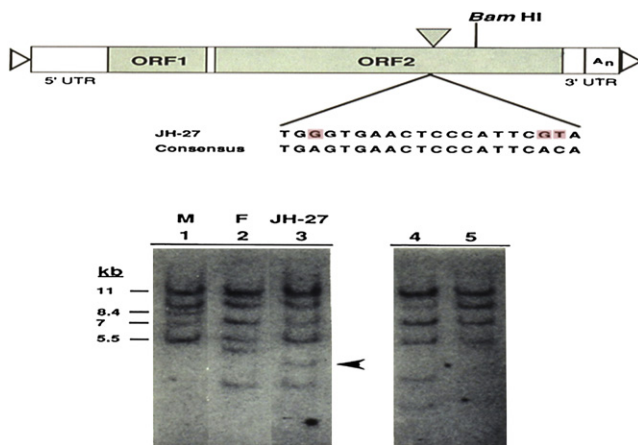 Bam HI
ORF1 ORF2 An
5' UTR 3' UTR
JH-27 TGGGTGAACTCCCATTCGTA
Consensus TGAGTGAACTCCCATTCACA
M F JH-27
1 2 3 4 5
kb
11
8.4
7
5.5